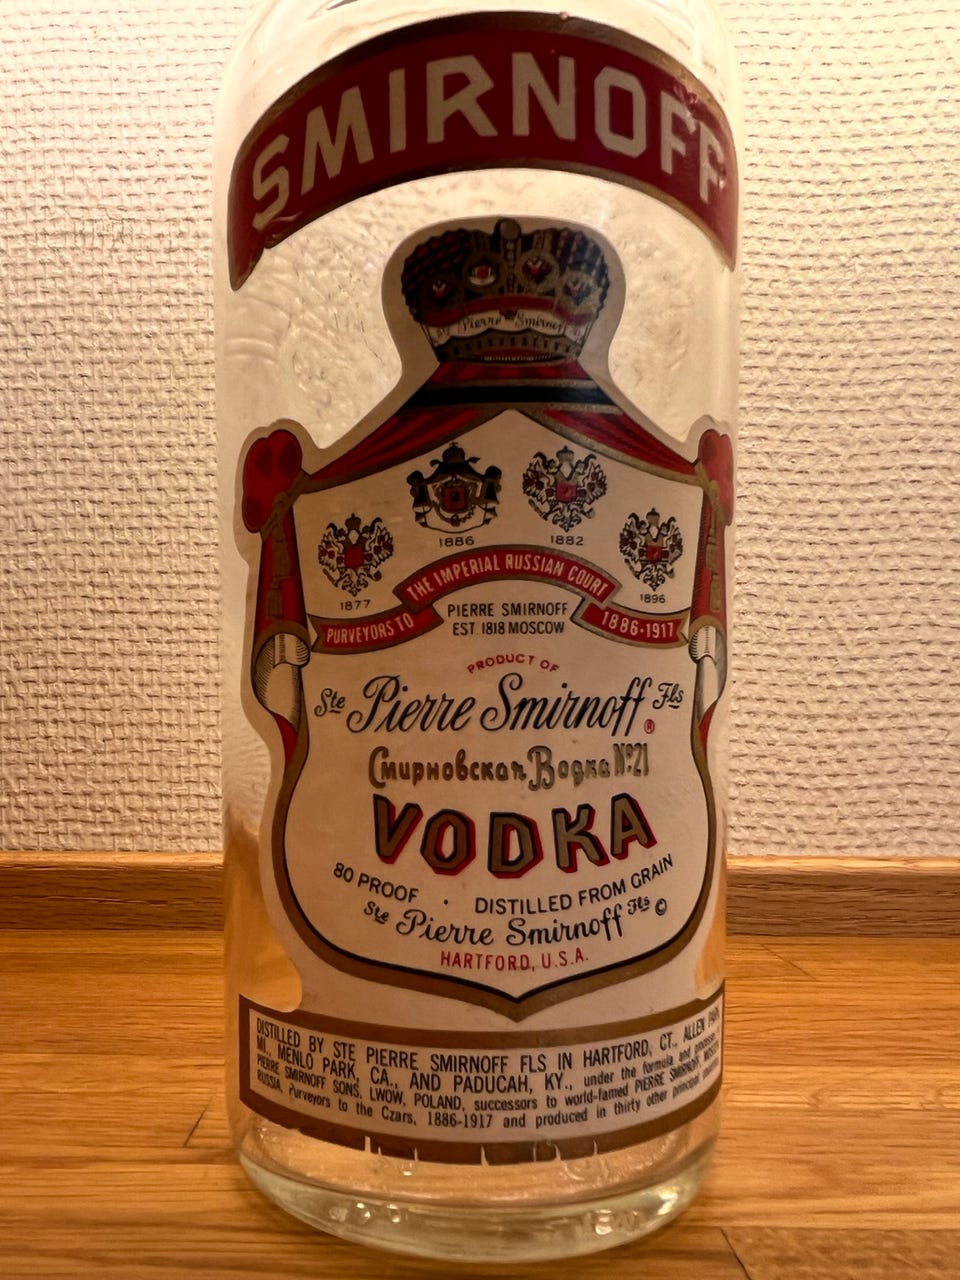 SMIRNOFF
Pierre Smirnoff
1886 1882
1877 1896
PURVEYORS TO THE IMPERIAL RUSSIAN COURT 1886-1917
PIERRE SMIRNOFF
EST. 1818 MOSCOW
PRODUCT OF
Ste Pierre Smirnoff Fls ®
Смирновская Водка №21
VODKA
80 PROOF · DISTILLED FROM GRAIN
Ste Pierre Smirnoff Fls ©
HARTFORD, U.S.A.
DISTILLED BY STE PIERRE SMIRNOFF FLS IN HARTFORD, CT., ALLEN PARK,
MI., MENLO PARK, CA., AND PADUCAH, KY., under the formula and processes
PIERRE SMIRNOFF SONS, LWOW, POLAND, successors to world-famed PIERRE SMIRNOFF
RUSSIA, Purveyors to the Czars, 1886-1917 and produced in thirty other principal